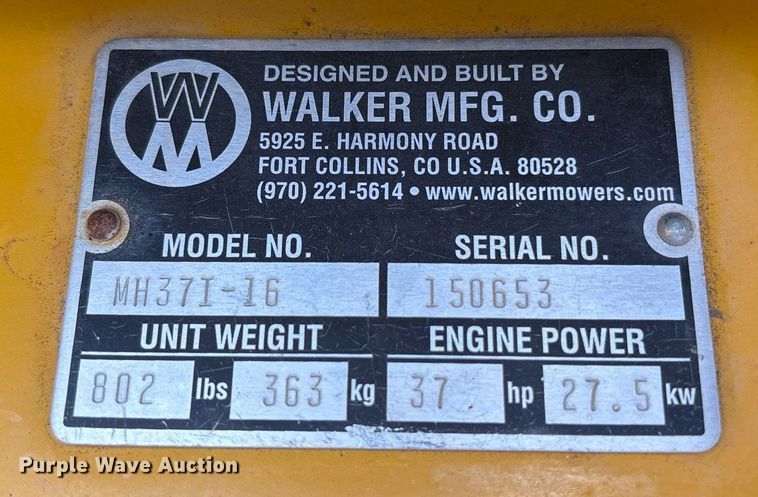 WM
DESIGNED AND BUILT BY
WALKER MFG. CO.
5925 E. HARMONY ROAD
FORT COLLINS, CO U.S.A. 80528
(970) 221-5614 • www.walkermowers.com
MODEL NO. SERIAL NO.
MH37I-16 150653
UNIT WEIGHT ENGINE POWER
802 lbs 363 kg 37 hp 27.5 kw
Purple Wave Auction